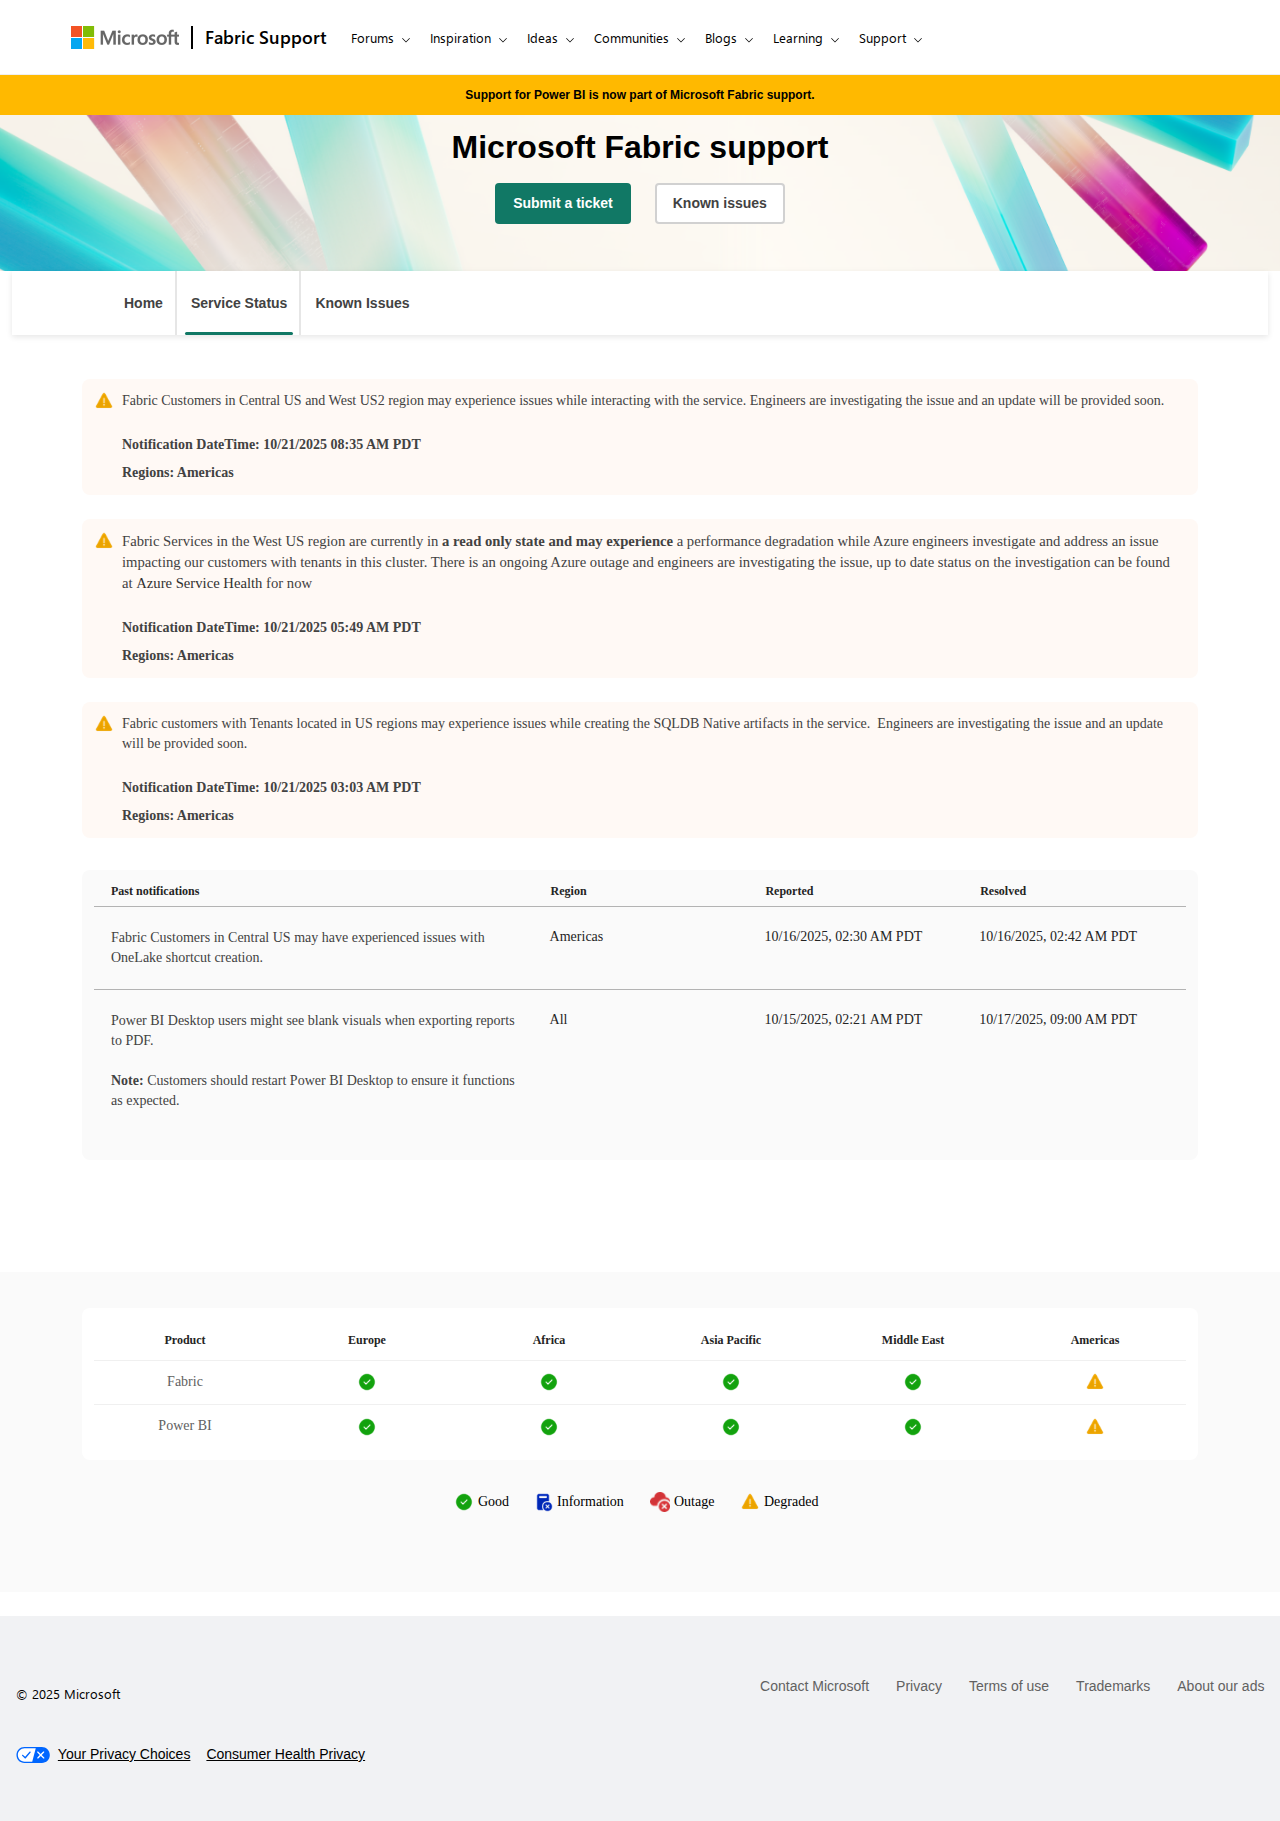 Microsoft
Fabric Support
Forums
Inspiration
Ideas
Communities
Blogs
Learning
Support
Support for Power BI is now part of Microsoft Fabric support.
Microsoft Fabric support
Submit a ticket
Known issues
Home
Service Status
Known Issues
Fabric Customers in Central US and West US2 region may experience issues while interacting with the service. Engineers are investigating the issue and an update will be provided soon.
Notification DateTime: 10/21/2025 08:35 AM PDT
Regions: Americas
Fabric Services in the West US region are currently in a read only state and may experience a performance degradation while Azure engineers investigate and address an issue
impacting our customers with tenants in this cluster. There is an ongoing Azure outage and engineers are investigating the issue, up to date status on the investigation can be found
at Azure Service Health for now
Notification DateTime: 10/21/2025 05:49 AM PDT
Regions: Americas
Fabric customers with Tenants located in US regions may experience issues while creating the SQLDB Native artifacts in the service.  Engineers are investigating the issue and an update
will be provided soon.
Notification DateTime: 10/21/2025 03:03 AM PDT
Regions: Americas
Past notifications Region Reported Resolved
Fabric Customers in Central US may have experienced issues with
OneLake shortcut creation.
Americas
10/16/2025, 02:30 AM PDT
10/16/2025, 02:42 AM PDT
Power BI Desktop users might see blank visuals when exporting reports
to PDF.
Note: Customers should restart Power BI Desktop to ensure it functions
as expected.
All
10/15/2025, 02:21 AM PDT
10/17/2025, 09:00 AM PDT
Product Europe Africa Asia Pacific Middle East Americas
Fabric
Power BI
Good
Information
Outage
Degraded
© 2025 Microsoft
Contact Microsoft
Privacy
Terms of use
Trademarks
About our ads
Your Privacy Choices
Consumer Health Privacy